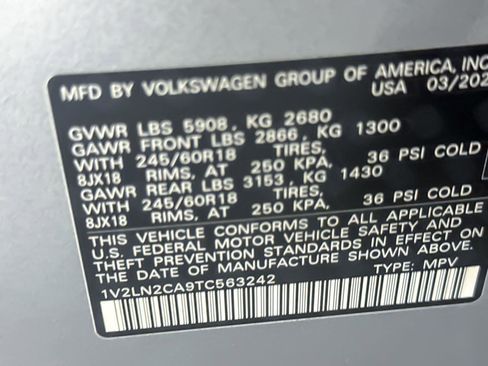 MFD BY VOLKSWAGEN GROUP OF AMERICA, INC.
USA 03/202
GVWR LBS 5908, KG 2680
GAWR FRONT LBS 2866, KG 1300
WITH 245/60R18 TIRES,
8JX18 RIMS, AT 250 KPA, 36 PSI COLD
GAWR REAR LBS 3153, KG 1430
WITH 245/60R18 TIRES,
8JX18 RIMS, AT 250 KPA, 36 PSI COLD
THIS VEHICLE CONFORMS TO ALL APPLICABLE
U.S. FEDERAL MOTOR VEHICLE SAFETY AND
THEFT PREVENTION STANDARDS IN EFFECT ON
THE DATE OF MANUFACTURE SHOWN ABOVE.
1V2LN2CA9TC563242 TYPE: MPV